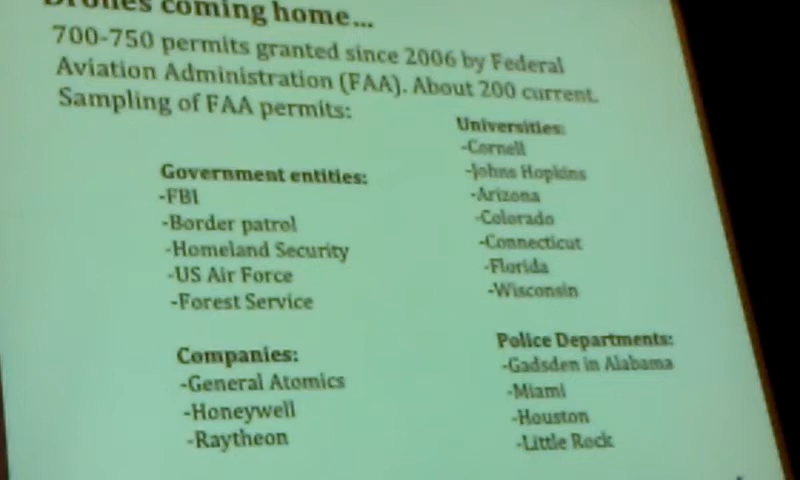 Drones coming home...
700-750 permits granted since 2006 by Federal
Aviation Administration (FAA). About 200 current.
Sampling of FAA permits:
Government entities:
-FBI
-Border patrol
-Homeland Security
-US Air Force
-Forest Service
Universities:
-Cornell
-Johns Hopkins
-Arizona
-Colorado
-Connecticut
-Florida
-Wisconsin
Companies:
-General Atomics
-Honeywell
-Raytheon
Police Departments:
-Gadsden in Alabama
-Miami
-Houston
-Little Rock